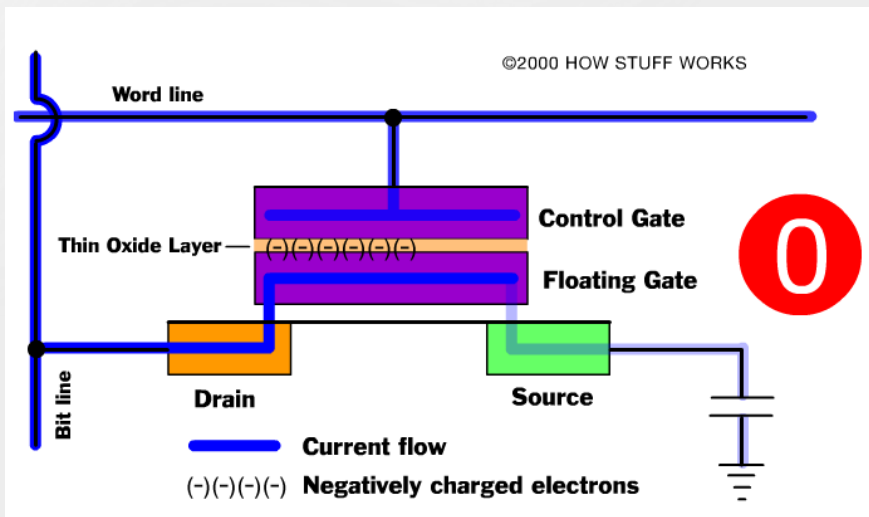 ©2000 HOW STUFF WORKS
Word line
Control Gate
Thin Oxide Layer
(-)(-)(-)(-)(-)(-)
Floating Gate
0
Drain
Source
Bit line
Current flow
(-)(-)(-)(-) Negatively charged electrons